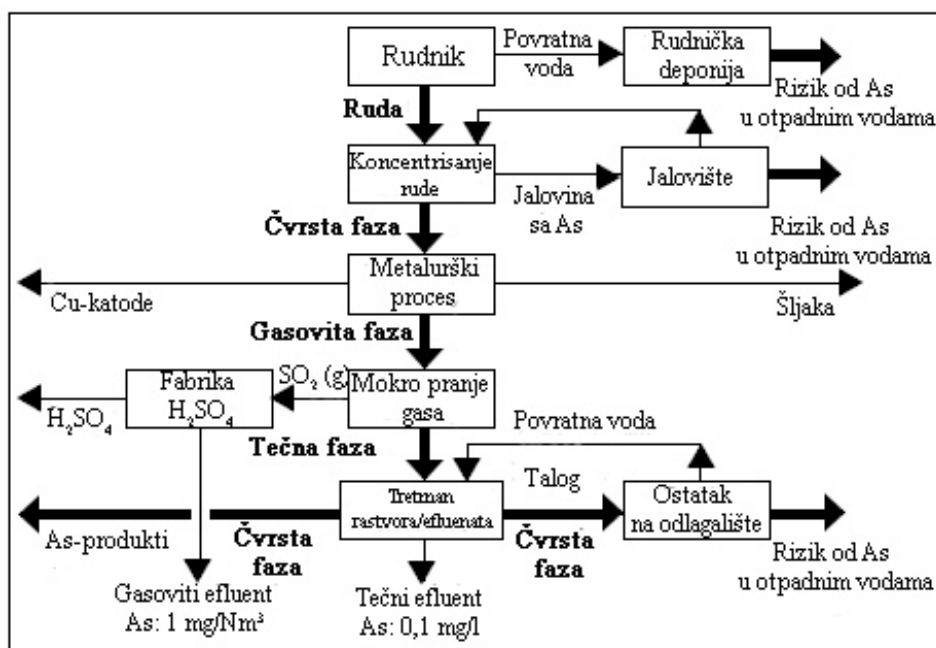 Rudnik
Povratna
voda
Rudnička
deponija
Rizik od As
u otpadnim vodama
Ruda
Koncentrisanje
rude
Jalovina
sa As
Jalovište
Rizik od As
u otpadnim vodama
Čvrsta faza
Metalurški
proces
Cu-katode
Šljaka
Gasovita faza
Fabrika
H₂SO₄
SO₂ (g)
Mokro pranje
gasa
H₂SO₄
Tečna faza
Povratna voda
Tretman
rastvora/efluenata
Talog
Ostatak
na odlagalište
As-produkti
Čvrsta
faza
Čvrsta
faza
Rizik od As
u otpadnim vodama
Gasoviti efluent
As: 1 mg/Nm³
Tečni efluent
As: 0,1 mg/l